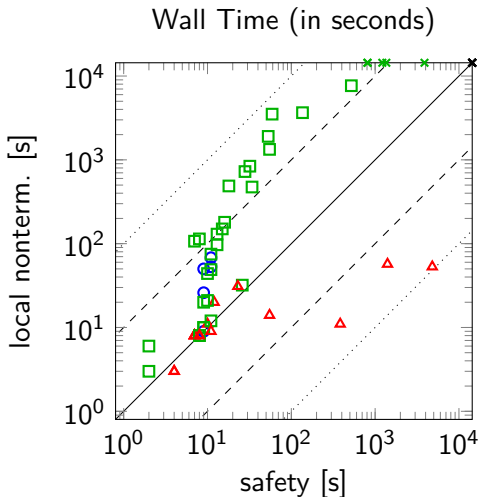 Wall Time (in seconds)
local nonterm. [s]
10^4
10^3
10^2
10^1
10^0
10^0 10^1 10^2 10^3 10^4
safety [s]